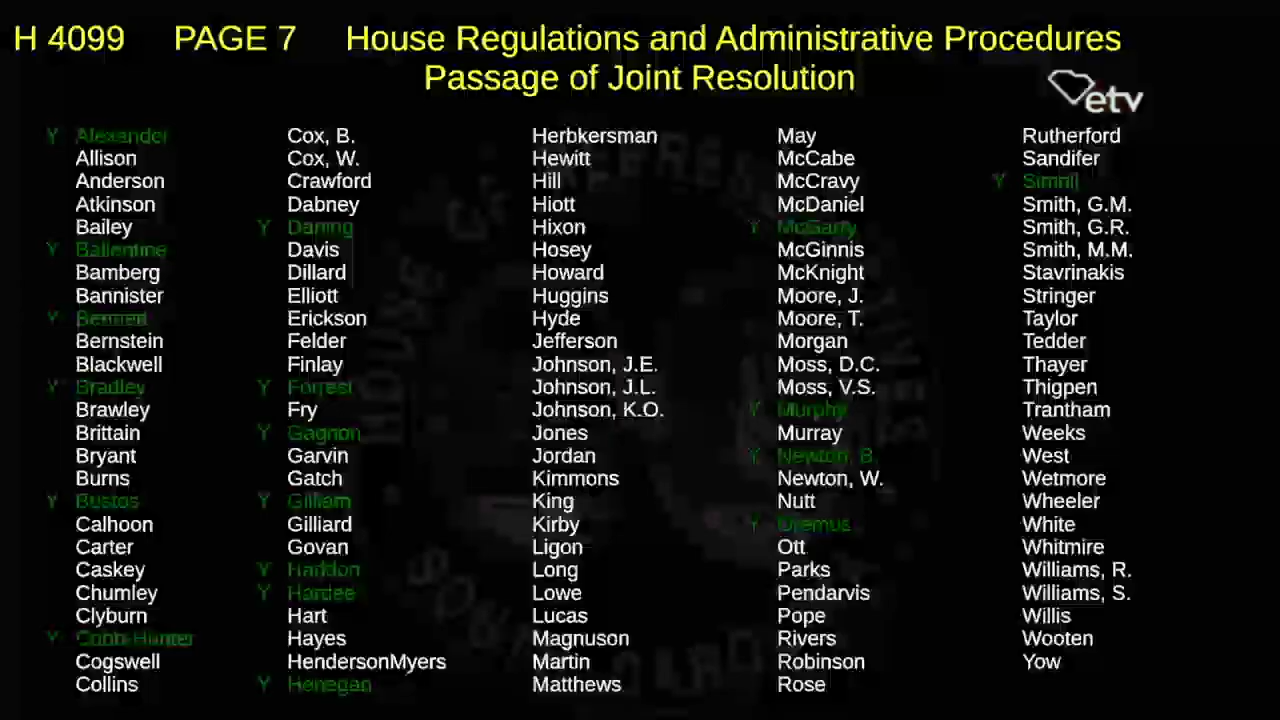 H 4099 PAGE 7 House Regulations and Administrative Procedures
Passage of Joint Resolution
etv
Y Alexander
Allison
Anderson
Atkinson
Bailey
Y Ballentine
Bamberg
Bannister
Y Bennett
Bernstein
Blackwell
Y Bradley
Brawley
Brittain
Bryant
Burns
Y Bustos
Calhoon
Carter
Caskey
Chumley
Clyburn
Y Cobb-Hunter
Cogswell
Collins
Cox, B.
Cox, W.
Crawford
Dabney
Y Daning
Davis
Dillard
Elliott
Erickson
Felder
Finlay
Y Forrest
Fry
Y Gagnon
Garvin
Gatch
Y Gilliam
Gilliard
Govan
Y Haddon
Y Hardee
Hart
Hayes
HendersonMyers
Y Henegan
Herbkersman
Hewitt
Hill
Hiott
Hixon
Hosey
Howard
Huggins
Hyde
Jefferson
Johnson, J.E.
Johnson, J.L.
Johnson, K.O.
Jones
Jordan
Kimmons
King
Kirby
Ligon
Long
Lowe
Lucas
Magnuson
Martin
Matthews
May
McCabe
McCravy
McDaniel
Y McGarry
McGinnis
McKnight
Moore, J.
Moore, T.
Morgan
Moss, D.C.
Moss, V.S.
Y Murphy
Murray
Y Newton, B.
Newton, W.
Nutt
Y Oremus
Ott
Parks
Pendarvis
Pope
Rivers
Robinson
Rose
Rutherford
Sandifer
Y Simrill
Smith, G.M.
Smith, G.R.
Smith, M.M.
Stavrinakis
Stringer
Taylor
Tedder
Thayer
Thigpen
Trantham
Weeks
West
Wetmore
Wheeler
White
Whitmire
Williams, R.
Williams, S.
Willis
Wooten
Yow